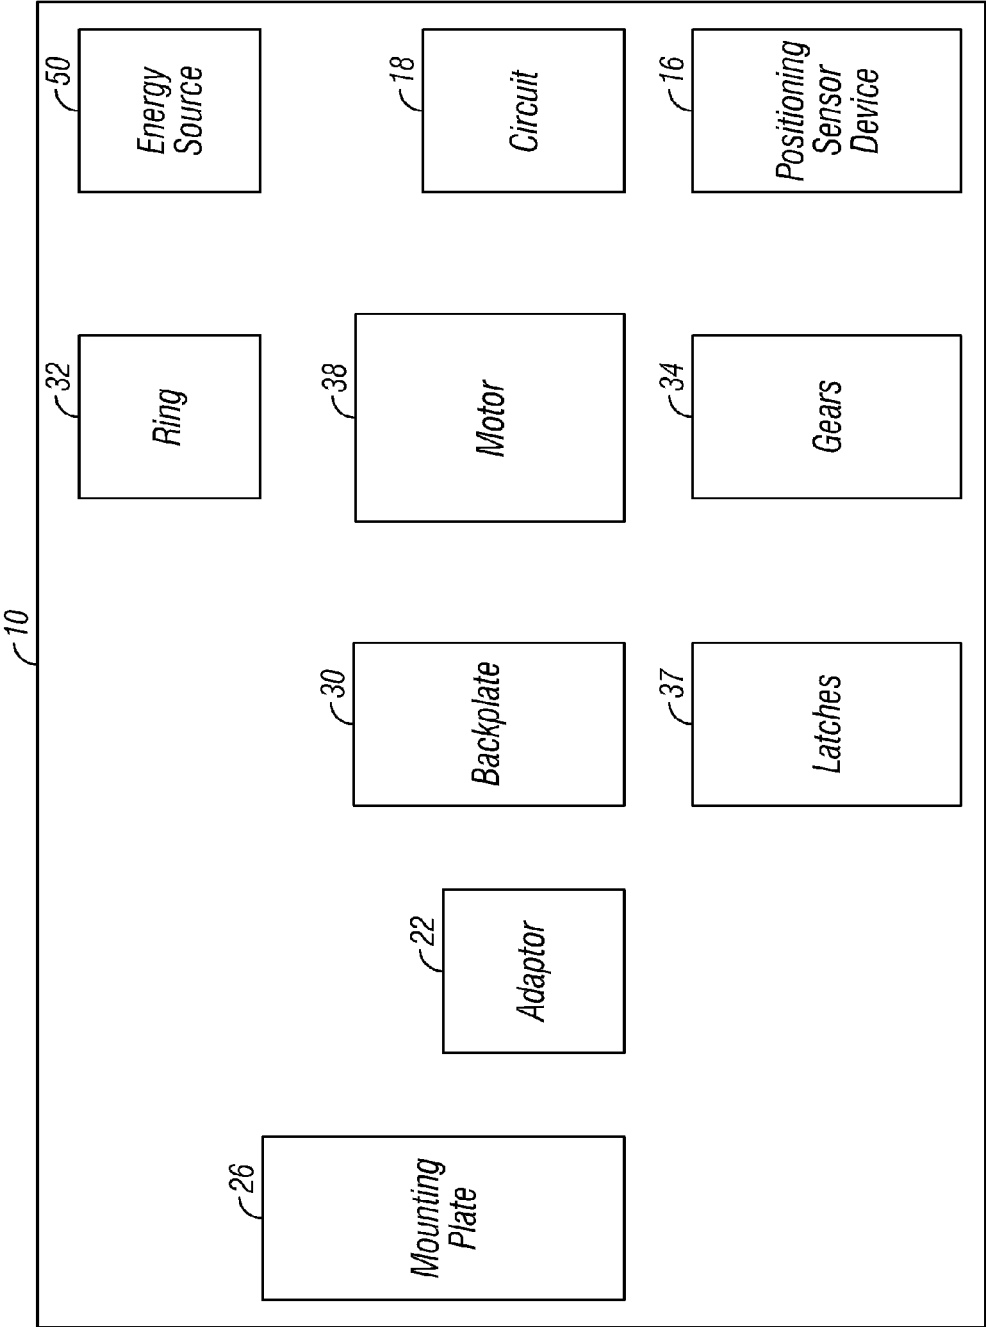 10
26
Mounting
Plate
22
Adaptor
30
Backplate
37
Latches
32
Ring
38
Motor
34
Gears
50
Energy
Source
18
Circuit
16
Positioning
Sensor
Device